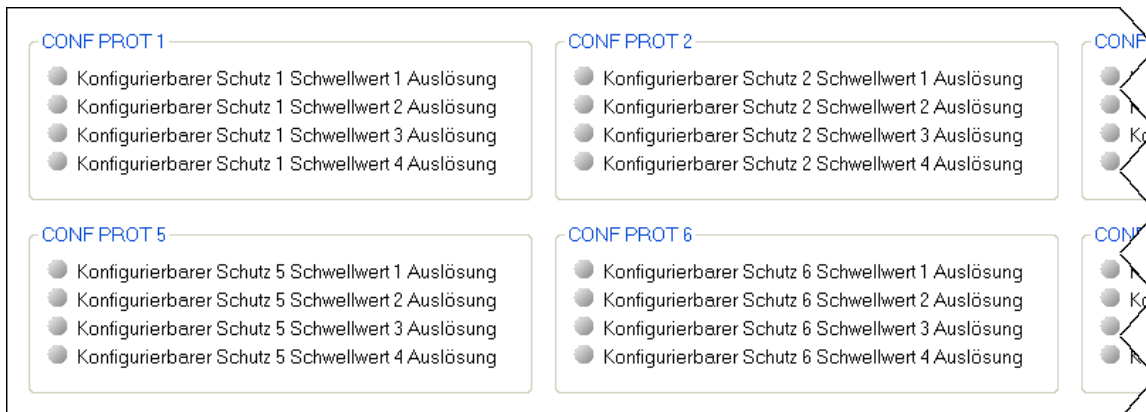 CONF PROT 1
Konfigurierbarer Schutz 1 Schwellwert 1 Auslösung
Konfigurierbarer Schutz 1 Schwellwert 2 Auslösung
Konfigurierbarer Schutz 1 Schwellwert 3 Auslösung
Konfigurierbarer Schutz 1 Schwellwert 4 Auslösung
CONF PROT 2
Konfigurierbarer Schutz 2 Schwellwert 1 Auslösung
Konfigurierbarer Schutz 2 Schwellwert 2 Auslösung
Konfigurierbarer Schutz 2 Schwellwert 3 Auslösung
Konfigurierbarer Schutz 2 Schwellwert 4 Auslösung
CONF
CONF PROT 5
Konfigurierbarer Schutz 5 Schwellwert 1 Auslösung
Konfigurierbarer Schutz 5 Schwellwert 2 Auslösung
Konfigurierbarer Schutz 5 Schwellwert 3 Auslösung
Konfigurierbarer Schutz 5 Schwellwert 4 Auslösung
CONF PROT 6
Konfigurierbarer Schutz 6 Schwellwert 1 Auslösung
Konfigurierbarer Schutz 6 Schwellwert 2 Auslösung
Konfigurierbarer Schutz 6 Schwellwert 3 Auslösung
Konfigurierbarer Schutz 6 Schwellwert 4 Auslösung
CONF